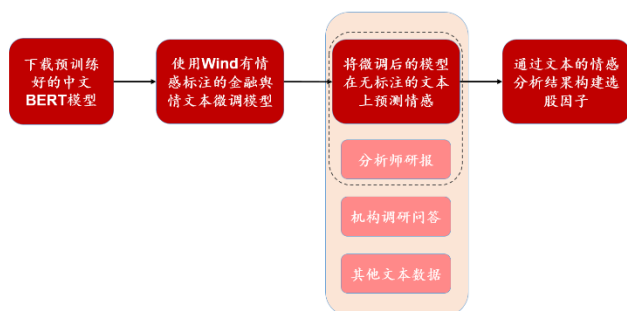 下载预训练
好的中文
BERT模型
使用Wind有情
感标注的金融舆
情文本微调模型
将微调后的模型
在无标注的文本
上预测情感
通过文本的情感
分析结果构建选
股因子
分析师研报
机构调研问答
其他文本数据